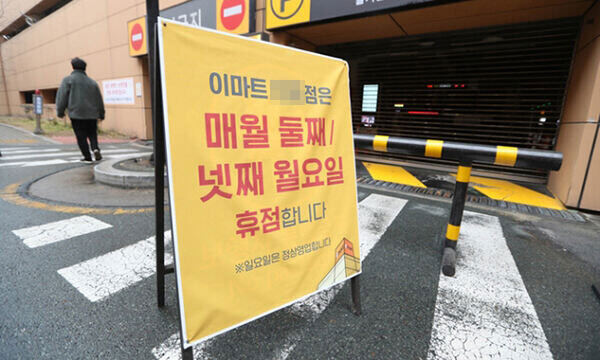 이마트 점은
매월 둘째/
넷째 월요일
휴점합니다
※일요일은 정상영업합니다
P